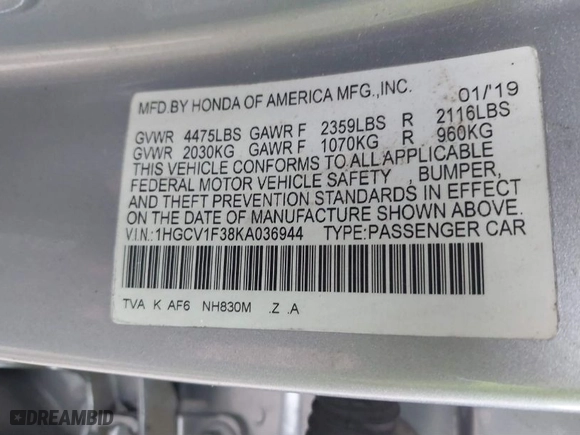 MFD.BY HONDA OF AMERICA MFG.,INC. 01/'19
GVWR 4475LBS GAWR F 2359LBS R 2116LBS
GVWR 2030KG GAWR F 1070KG R 960KG
THIS VEHICLE CONFORMS TO ALL APPLICABLE
FEDERAL MOTOR VEHICLE SAFETY , BUMPER,
AND THEFT PREVENTION STANDARDS IN EFFECT
ON THE DATE OF MANUFACTURE SHOWN ABOVE.
V.I.N.:1HGCV1F38KA036944 TYPE:PASSENGER CAR
TVA K AF6 NH830M .Z .A
DREAMBID